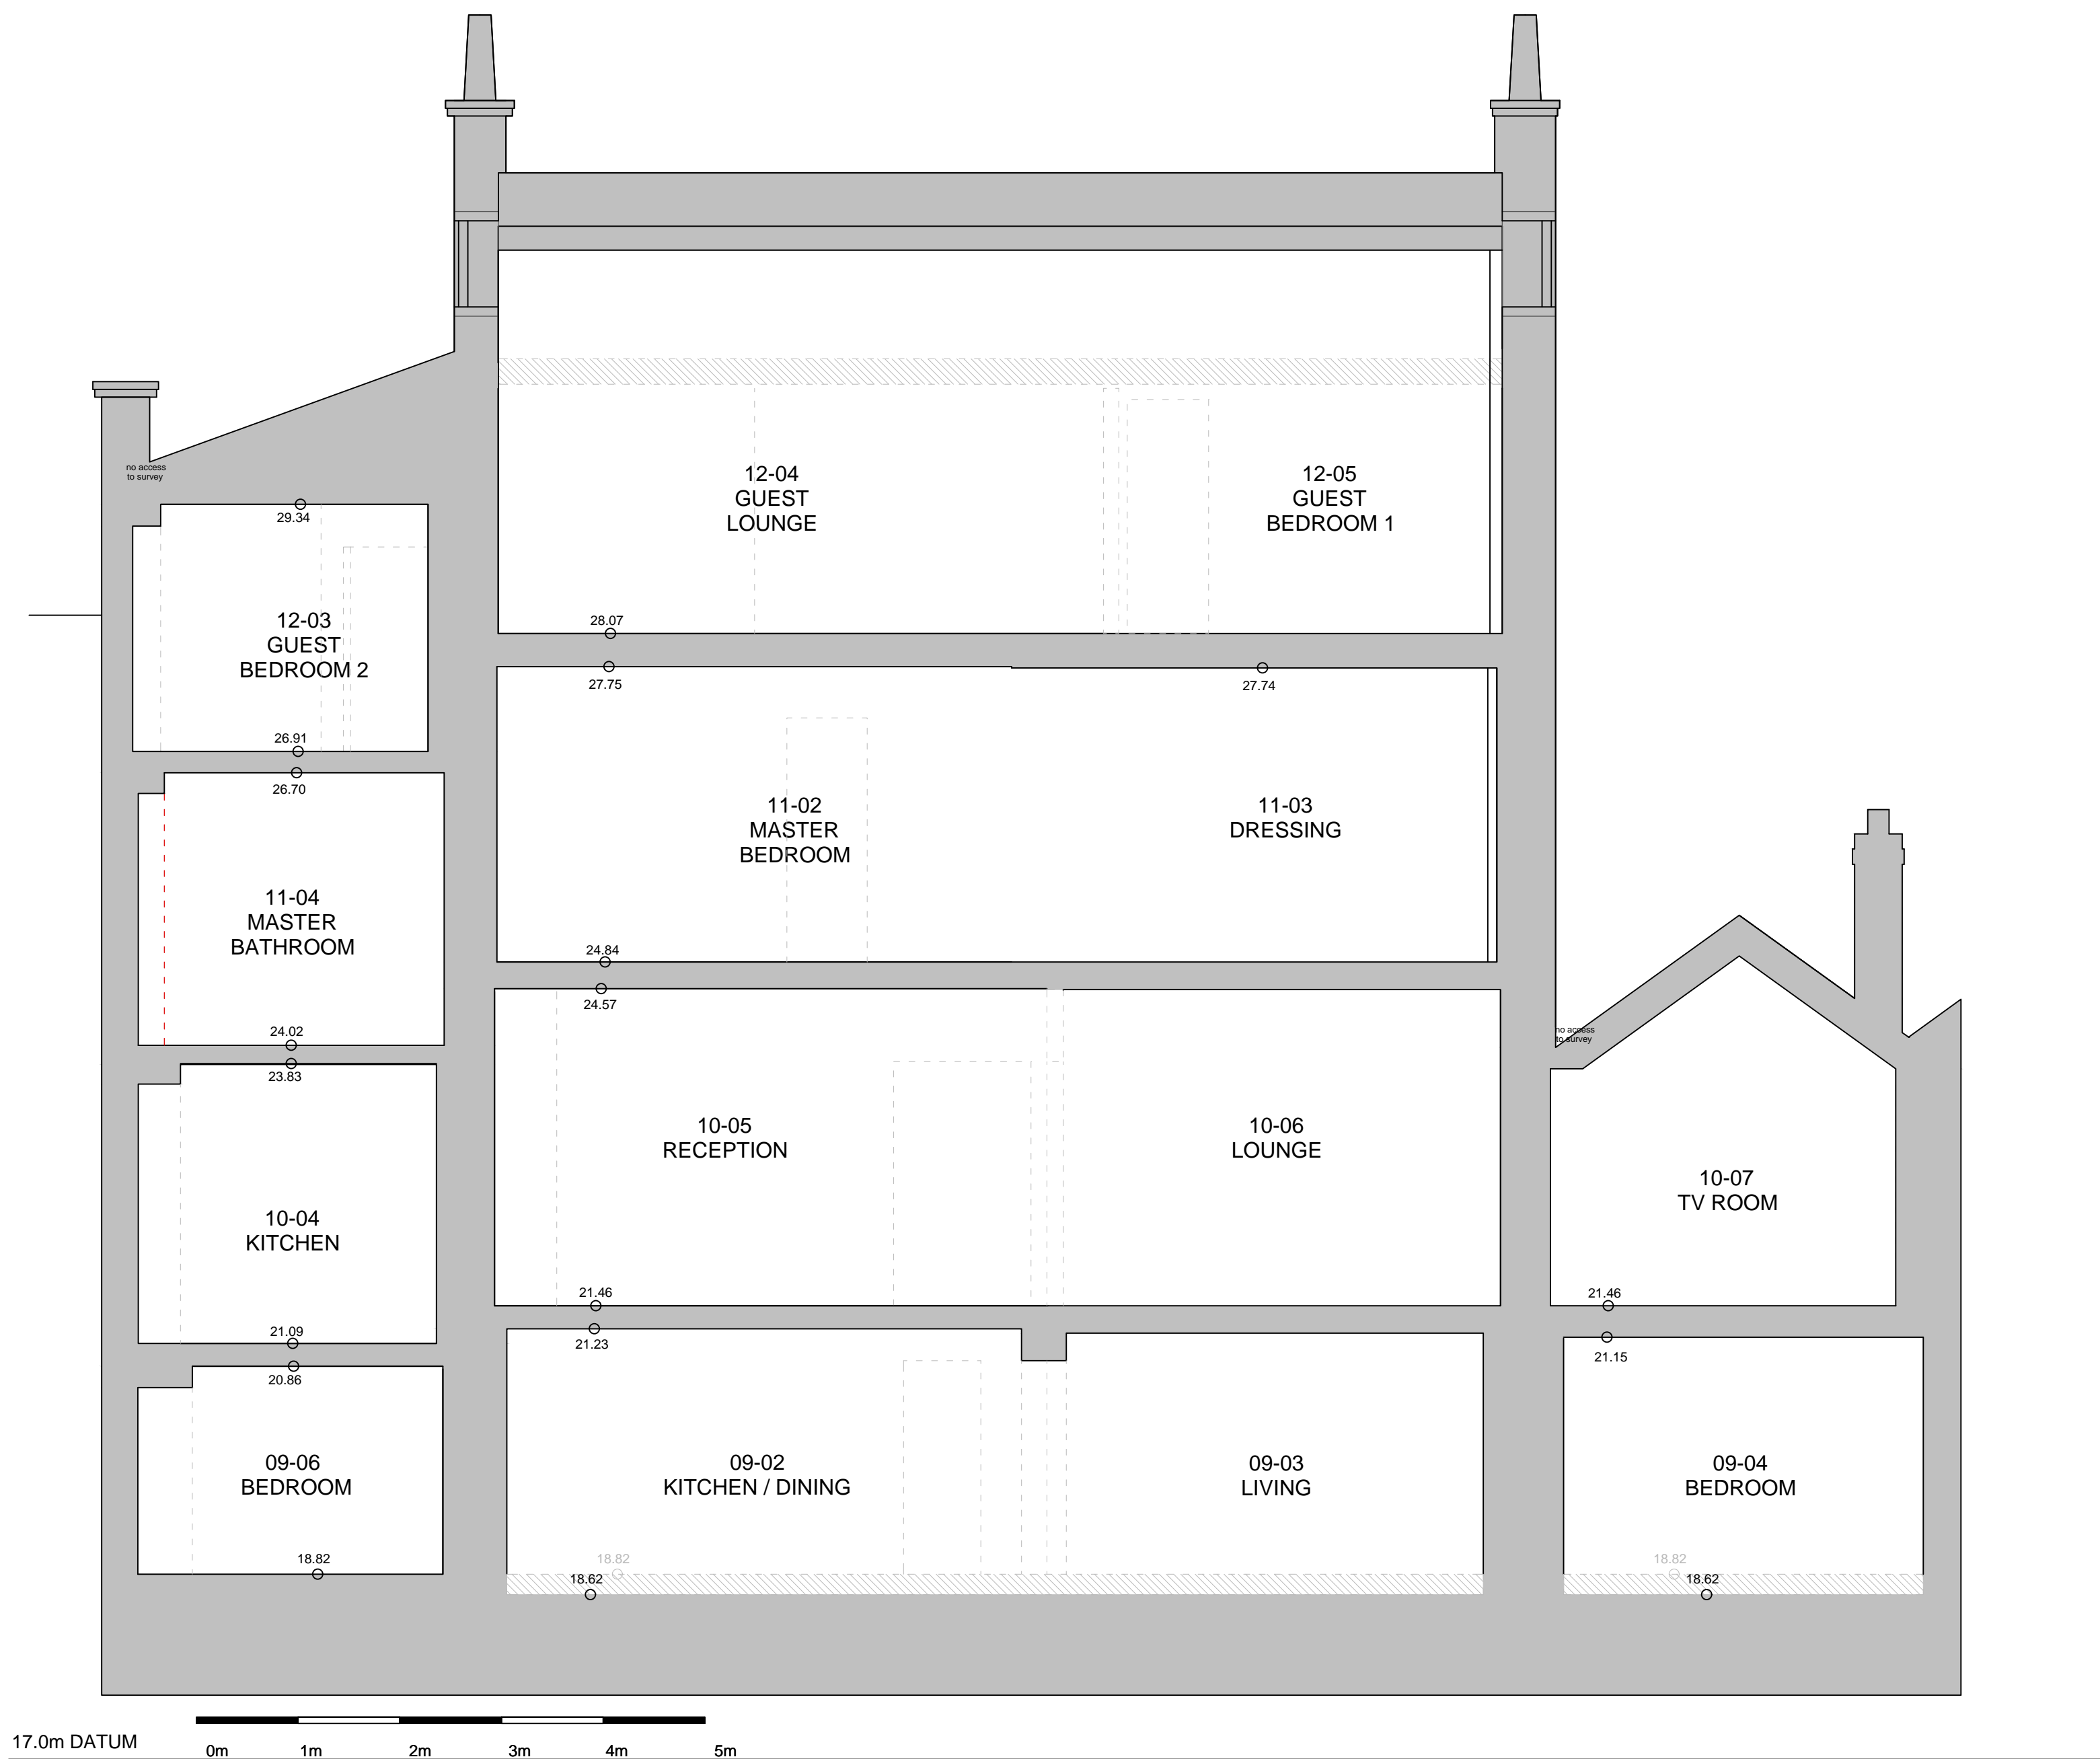 no access
to survey
29.34
12-03
GUEST
BEDROOM 2
26.91
12-04
GUEST
LOUNGE
12-05
GUEST
BEDROOM 1
28.07
27.75
27.74
26.70
11-04
MASTER
BATHROOM
24.02
11-02
MASTER
BEDROOM
11-03
DRESSING
24.84
24.57
no access
to survey
23.83
10-04
KITCHEN
21.09
10-05
RECEPTION
10-06
LOUNGE
10-07
TV ROOM
21.46
21.46
21.23
21.15
20.86
09-06
BEDROOM
18.82
09-02
KITCHEN / DINING
09-03
LIVING
09-04
BEDROOM
18.82
18.62
18.82
18.62
17.0m DATUM
0m 1m 2m 3m 4m 5m